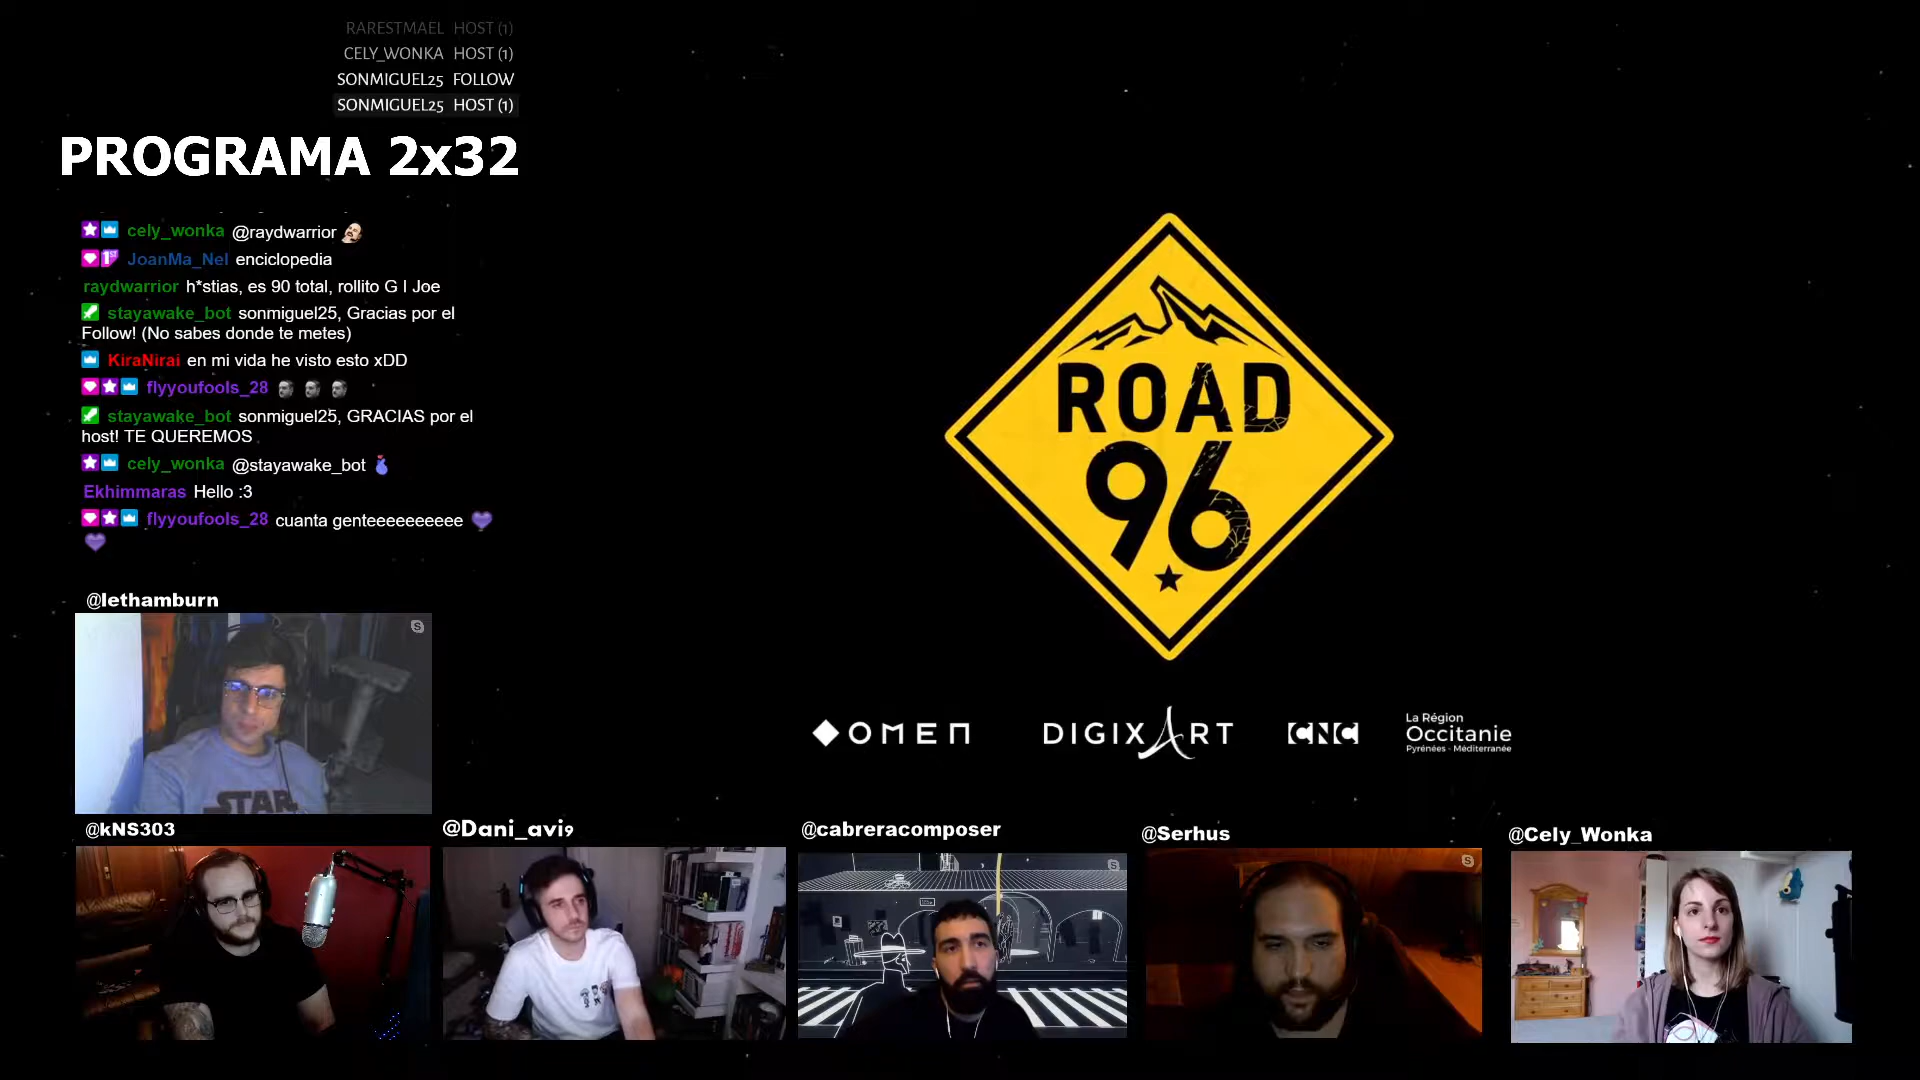 RARESTMAEL HOST (1)
CELY_WONKA HOST (1)
SONMIGUEL25 FOLLOW
SONMIGUEL25 HOST (1)
PROGRAMA 2x32
cely_wonka @raydwarrior
JoanMa_Nel enciclopedia
raydwarrior h*stias, es 90 total, rollito G I Joe
stayawake_bot sonmiguel25, Gracias por el
Follow! (No sabes donde te metes)
KiraNirai en mi vida he visto esto xDD
flyyoufools_28
stayawake_bot sonmiguel25, GRACIAS por el
host! TE QUEREMOS
cely_wonka @stayawake_bot
Ekhimmaras Hello :3
flyyoufools_28 cuanta genteeeeeeeeee
ROAD
96
OMEN
DIGIXART
CNC
La Région
Occitanie
Pyrénées - Méditerranée
@lethamburn
STAR
@kNS303
@Dani_avi9
@cabreracomposer
@Serhus
@Cely_Wonka